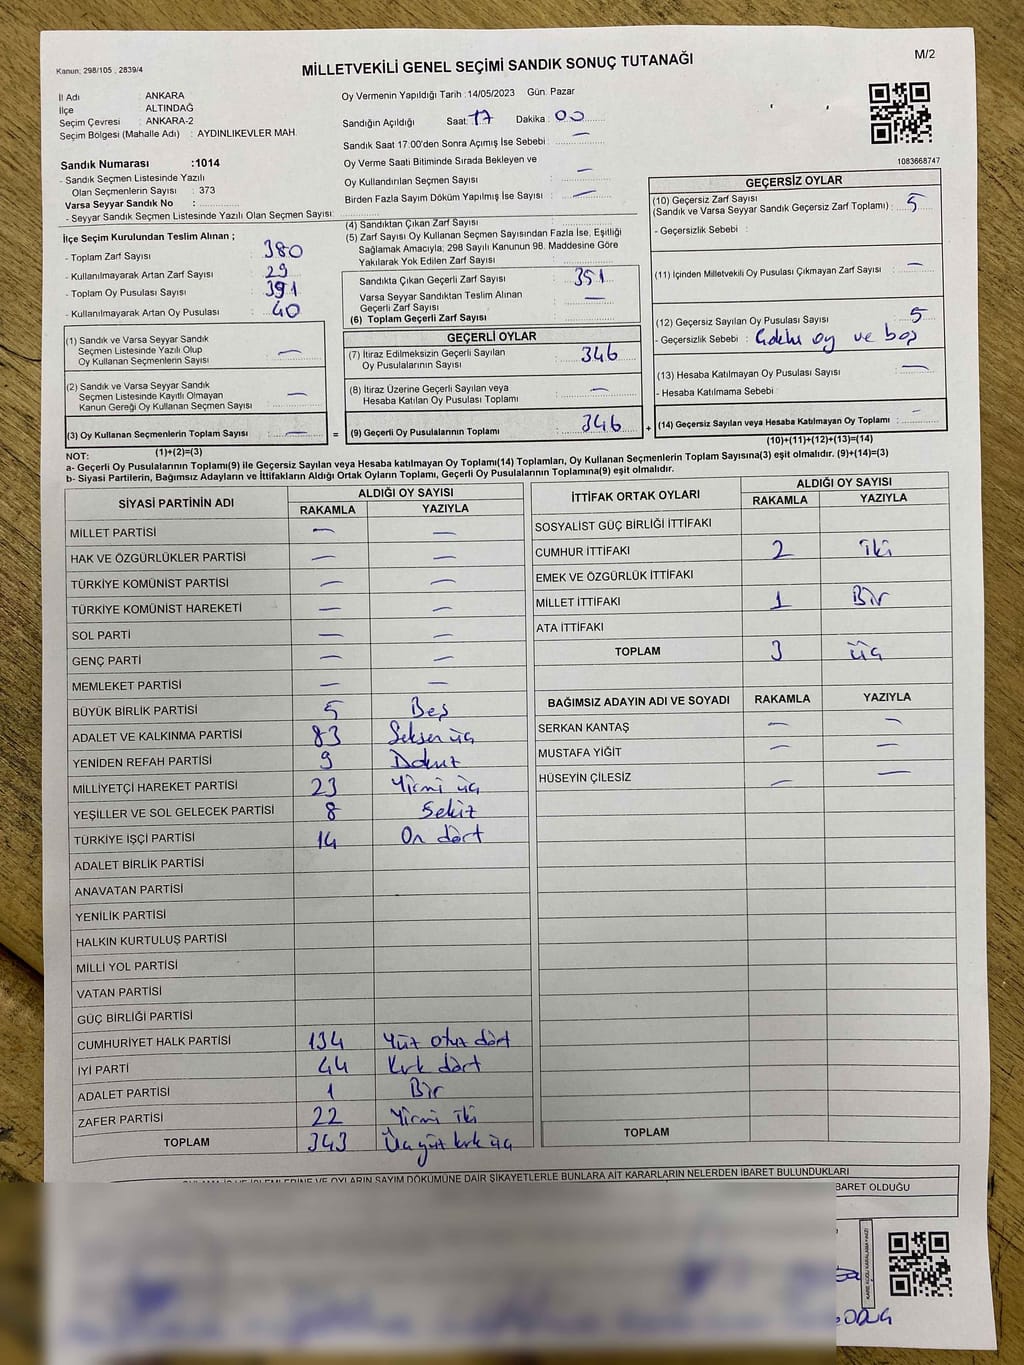 Kanun: 298/105 , 2839/4
MİLLETVEKİLİ GENEL SEÇİMİ SANDIK SONUÇ TUTANAĞI
M/2
İl Adı : ANKARA
İlçe : ALTINDAĞ
Seçim Çevresi : ANKARA-2
Seçim Bölgesi (Mahalle Adı) : AYDINLIKEVLER MAH.
Sandık Numarası :1014
- Sandık Seçmen Listesinde Yazılı
Olan Seçmenlerin Sayısı : 373
Varsa Seyyar Sandık No :
- Seyyar Sandık Seçmen Listesinde Yazılı Olan Seçmen Sayısı:
Oy Vermenin Yapıldığı Tarih :14/05/2023 Gün: Pazar
Sandığın Açıldığı Saat: 17 Dakika: 00
Sandık Saat 17:00'den Sonra Açımış İse Sebebi : —
Oy Verme Saati Bitiminde Sırada Bekleyen ve
Oy Kullandırılan Seçmen Sayısı : —
Birden Fazla Sayım Döküm Yapılmış İse Sayısı : —
1083668747
İlçe Seçim Kurulundan Teslim Alınan ;
- Toplam Zarf Sayısı : 380
- Kullanılmayarak Artan Zarf Sayısı : 29
- Toplam Oy Pusulası Sayısı : 391
- Kullanılmayarak Artan Oy Pusulası : 40
(1) Sandık ve Varsa Seyyar Sandık
Seçmen Listesinde Yazılı Olup
Oy Kullanan Seçmenlerin Sayısı : —
(2) Sandık ve Varsa Seyyar Sandık
Seçmen Listesinde Kayıtlı Olmayan
Kanun Gereği Oy Kullanan Seçmen Sayısı : —
(3) Oy Kullanan Seçmenlerin Toplam Sayısı : —
(1)+(2)=(3)
(4) Sandıktan Çıkan Zarf Sayısı :
(5) Zarf Sayısı Oy Kullanan Seçmen Sayısından Fazla İse, Eşitliği
Sağlamak Amacıyla; 298 Sayılı Kanunun 98. Maddesine Göre
Yakılarak Yok Edilen Zarf Sayısı :
Sandıkta Çıkan Geçerli Zarf Sayısı : 351
Varsa Seyyar Sandıktan Teslim Alınan
Geçerli Zarf Sayısı : —
(6) Toplam Geçerli Zarf Sayısı :
GEÇERLİ OYLAR
(7) İtiraz Edilmeksizin Geçerli Sayılan
Oy Pusulalarının Sayısı : 346
(8) İtiraz Üzerine Geçerli Sayılan veya
Hesaba Katılan Oy Pusulası Toplamı : —
= (9) Geçerli Oy Pusulalarının Toplamı : 346 +
GEÇERSİZ OYLAR
(10) Geçersiz Zarf Sayısı : 5
(Sandık ve Varsa Seyyar Sandık Geçersiz Zarf Toplamı)
- Geçersizlik Sebebi :
(11) İçinden Milletvekili Oy Pusulası Çıkmayan Zarf Sayısı : —
(12) Geçersiz Sayılan Oy Pusulası Sayısı : 5
- Geçersizlik Sebebi : oy ve boş
(13) Hesaba Katılmayan Oy Pusulası Sayısı : —
- Hesaba Katılmama Sebebi :
(14) Geçersiz Sayılan veya Hesaba Katılmayan Oy Toplamı : -
(10)+(11)+(12)+(13)=(14)
NOT:
a- Geçerli Oy Pusulalarının Toplamı(9) ile Geçersiz Sayılan veya Hesaba katılmayan Oy Toplamı(14) Toplamları, Oy Kullanan Seçmenlerin Toplam Sayısına(3) eşit olmalıdır. (9)+(14)=(3)
b- Siyasi Partilerin, Bağımsız Adayların ve İttifakların Aldığı Ortak Oyların Toplamı, Geçerli Oy Pusulalarının Toplamına(9) eşit olmalıdır.
SİYASİ PARTİNİN ADI ALDIĞI OY SAYISI
RAKAMLA YAZIYLA
MİLLET PARTİSİ — —
HAK VE ÖZGÜRLÜKLER PARTİSİ — —
TÜRKİYE KOMÜNİST PARTİSİ — —
TÜRKİYE KOMÜNİST HAREKETİ — —
SOL PARTİ — —
GENÇ PARTİ — —
MEMLEKET PARTİSİ — —
BÜYÜK BİRLİK PARTİSİ 5 Beş
ADALET VE KALKINMA PARTİSİ 83 Seksen üç
YENİDEN REFAH PARTİSİ 9 Dokuz
MİLLİYETÇİ HAREKET PARTİSİ 23 Yirmi üç
YEŞİLLER VE SOL GELECEK PARTİSİ 8 Sekiz
TÜRKİYE İŞÇİ PARTİSİ 14 On dört
ADALET BİRLİK PARTİSİ
ANAVATAN PARTİSİ
YENİLİK PARTİSİ
HALKIN KURTULUŞ PARTİSİ
MİLLİ YOL PARTİSİ
VATAN PARTİSİ
GÜÇ BİRLİĞİ PARTİSİ
CUMHURİYET HALK PARTİSİ 134 Yüz otuz dört
İYİ PARTİ 44 Kırk dört
ADALET PARTİSİ 1 Bir
ZAFER PARTİSİ 22 Yirmi iki
TOPLAM 343 Üç yüz kırk üç
İTTİFAK ORTAK OYLARI ALDIĞI OY SAYISI
RAKAMLA YAZIYLA
SOSYALİST GÜÇ BİRLİĞİ İTTİFAKI
CUMHUR İTTİFAKI 2 iki
EMEK VE ÖZGÜRLÜK İTTİFAKI
MİLLET İTTİFAKI 1 Bir
ATA İTTİFAKI
TOPLAM 3 üç
BAĞIMSIZ ADAYIN ADI VE SOYADI RAKAMLA YAZIYLA
SERKAN KANTAŞ — —
MUSTAFA YİĞİT — —
HÜSEYİN ÇİLESİZ — —
TOPLAM
OYLARIN SAYIM DÖKÜMÜNE DAİR ŞİKAYETLERLE BUNLARA AİT KARARLARIN NELERDEN İBARET BULUNDUKLARI
BARET OLDUĞU